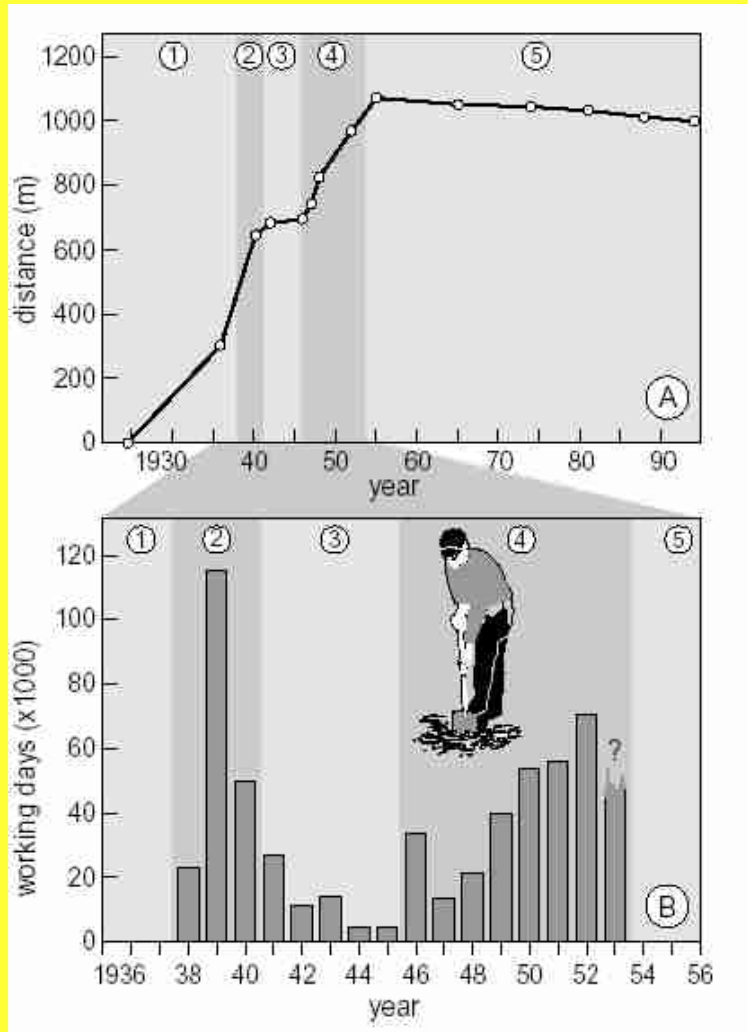 1200
1000
800
600
400
200
0
distance (m)
① ② ③ ④ ⑤
A
1930 40 50 60 70 80 90
year
120
100
80
60
40
20
0
working days (x1000)
① ② ③ ④ ⑤
?
B
1936 38 40 42 44 46 48 50 52 54 56
year